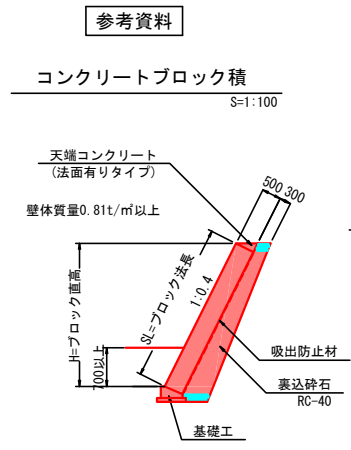 参考資料
コンクリートブロック積
S=1:100
天端コンクリート
(法面有りタイプ)
500 300
壁体質量0.81t/㎡以上
H=ブロック直高
SL=ブロック法長
1:0.4
700以上
吸出防止材
裏込砕石
RC-40
基礎工